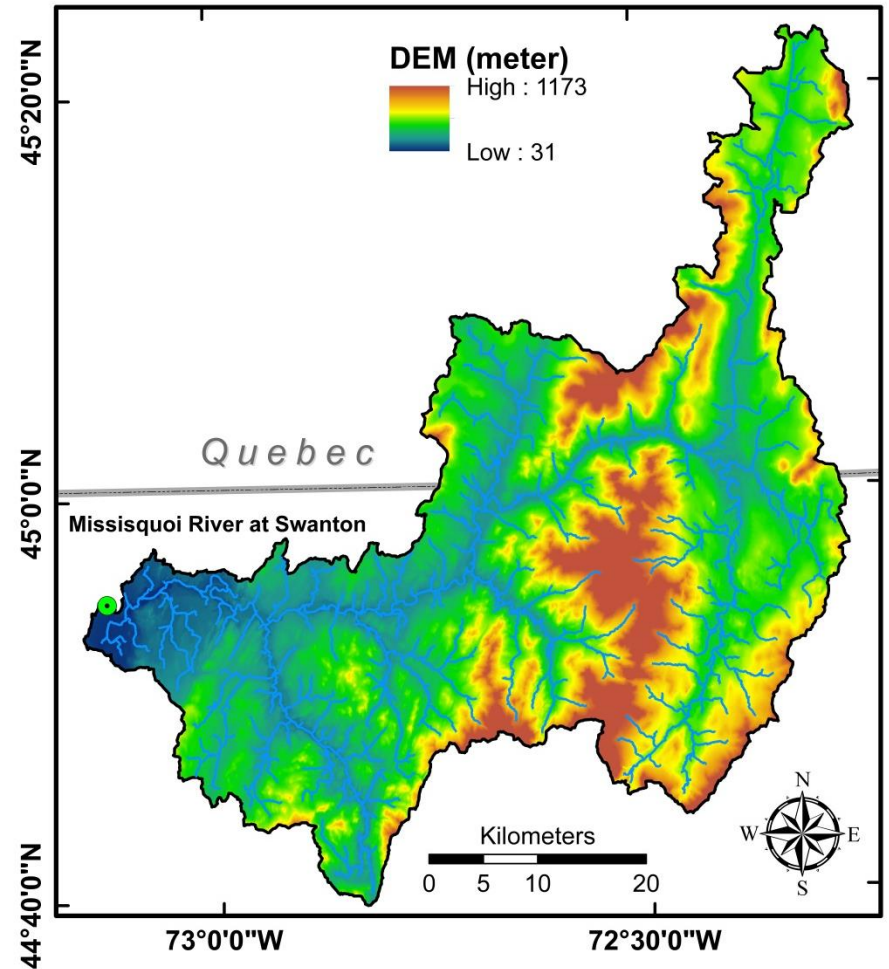 DEM (meter)
High : 1173
Low : 31
45°20'0"N
Quebec
45°0'0"N
Missisquoi River at Swanton
N
W
E
S
Kilometers
0 5 10 20
44°40'0"N
73°0'0"W
72°30'0"W